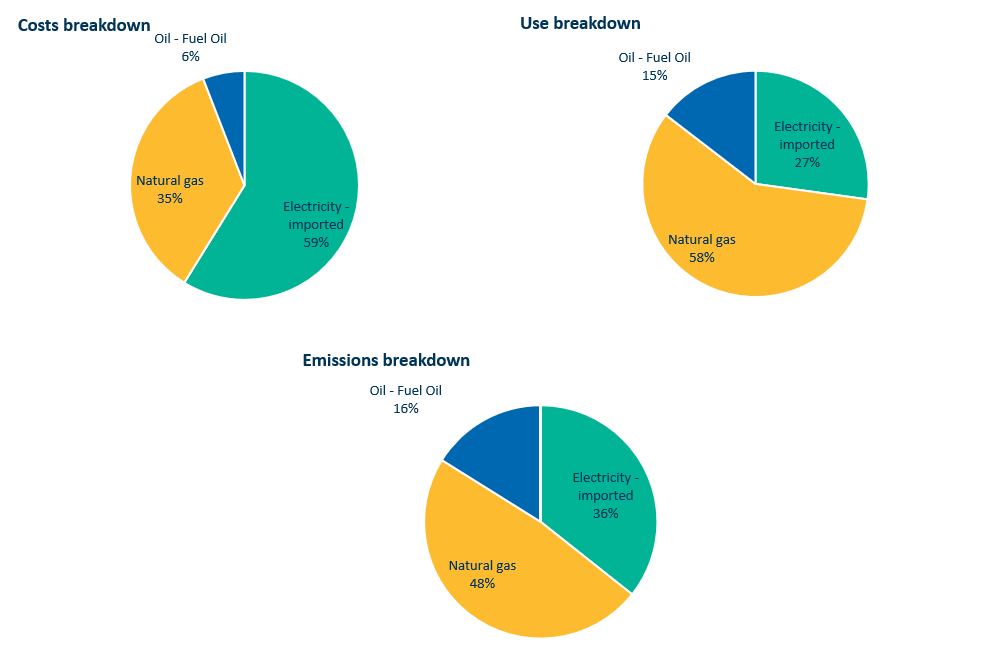 Costs breakdown
Oil - Fuel Oil
6%
Natural gas
35%
Electricity -
imported
59%
Use breakdown
Oil - Fuel Oil
15%
Electricity -
imported
27%
Natural gas
58%
Emissions breakdown
Oil - Fuel Oil
16%
Electricity -
imported
36%
Natural gas
48%